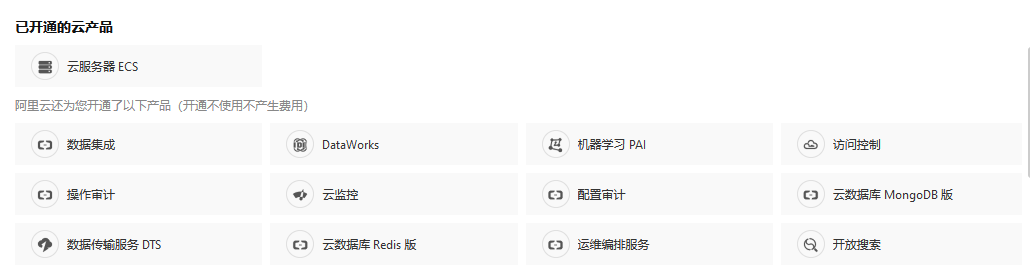 已开通的云产品
云服务器 ECS
阿里云还为您开通了以下产品（开通不使用不产生费用）
数据集成 DataWorks 机器学习 PAI 访问控制
操作审计 云监控 配置审计 云数据库 MongoDB 版
数据传输服务 DTS 云数据库 Redis 版 运维编排服务 开放搜索